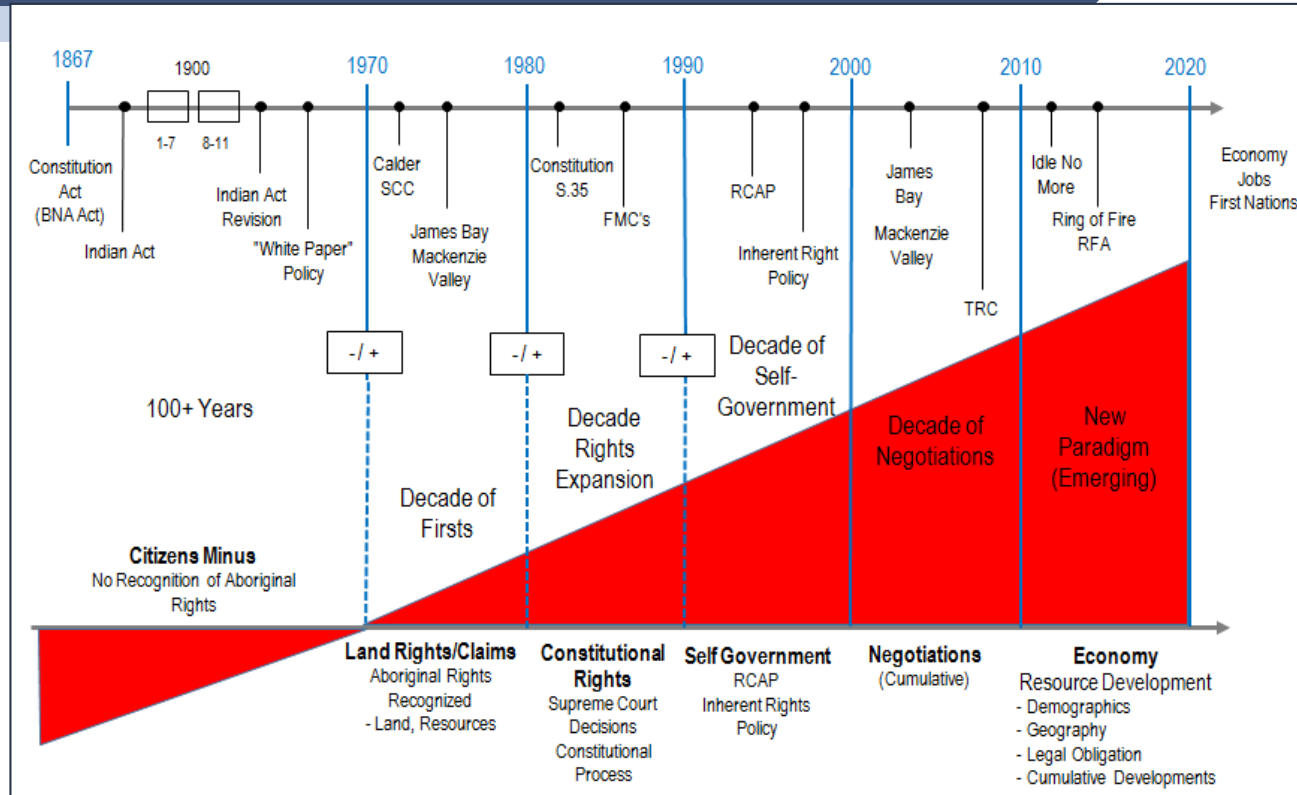 1867
1900
1970
1980
1990
2000
2010
2020
1-7
8-11
Constitution
Act
(BNA Act)
Indian Act
Indian Act
Revision
"White Paper"
Policy
Calder
SCC
James Bay
Mackenzie
Valley
Constitution
S.35
FMC's
RCAP
Inherent Right
Policy
James
Bay
Mackenzie
Valley
TRC
Idle No
More
Ring of Fire
RFA
Economy
Jobs
First Nations
- / +
- / +
- / +
100+ Years
Decade of
Firsts
Decade
Rights
Expansion
Decade of
Self-
Government
Decade of
Negotiations
New
Paradigm
(Emerging)
Citizens Minus
No Recognition of Aboriginal
Rights
Land Rights/Claims
Aboriginal Rights
Recognized
- Land, Resources
Constitutional
Rights
Supreme Court
Decisions
Constitutional
Process
Self Government
RCAP
Inherent Rights
Policy
Negotiations
(Cumulative)
Economy
Resource Development
- Demographics
- Geography
- Legal Obligation
- Cumulative Developments